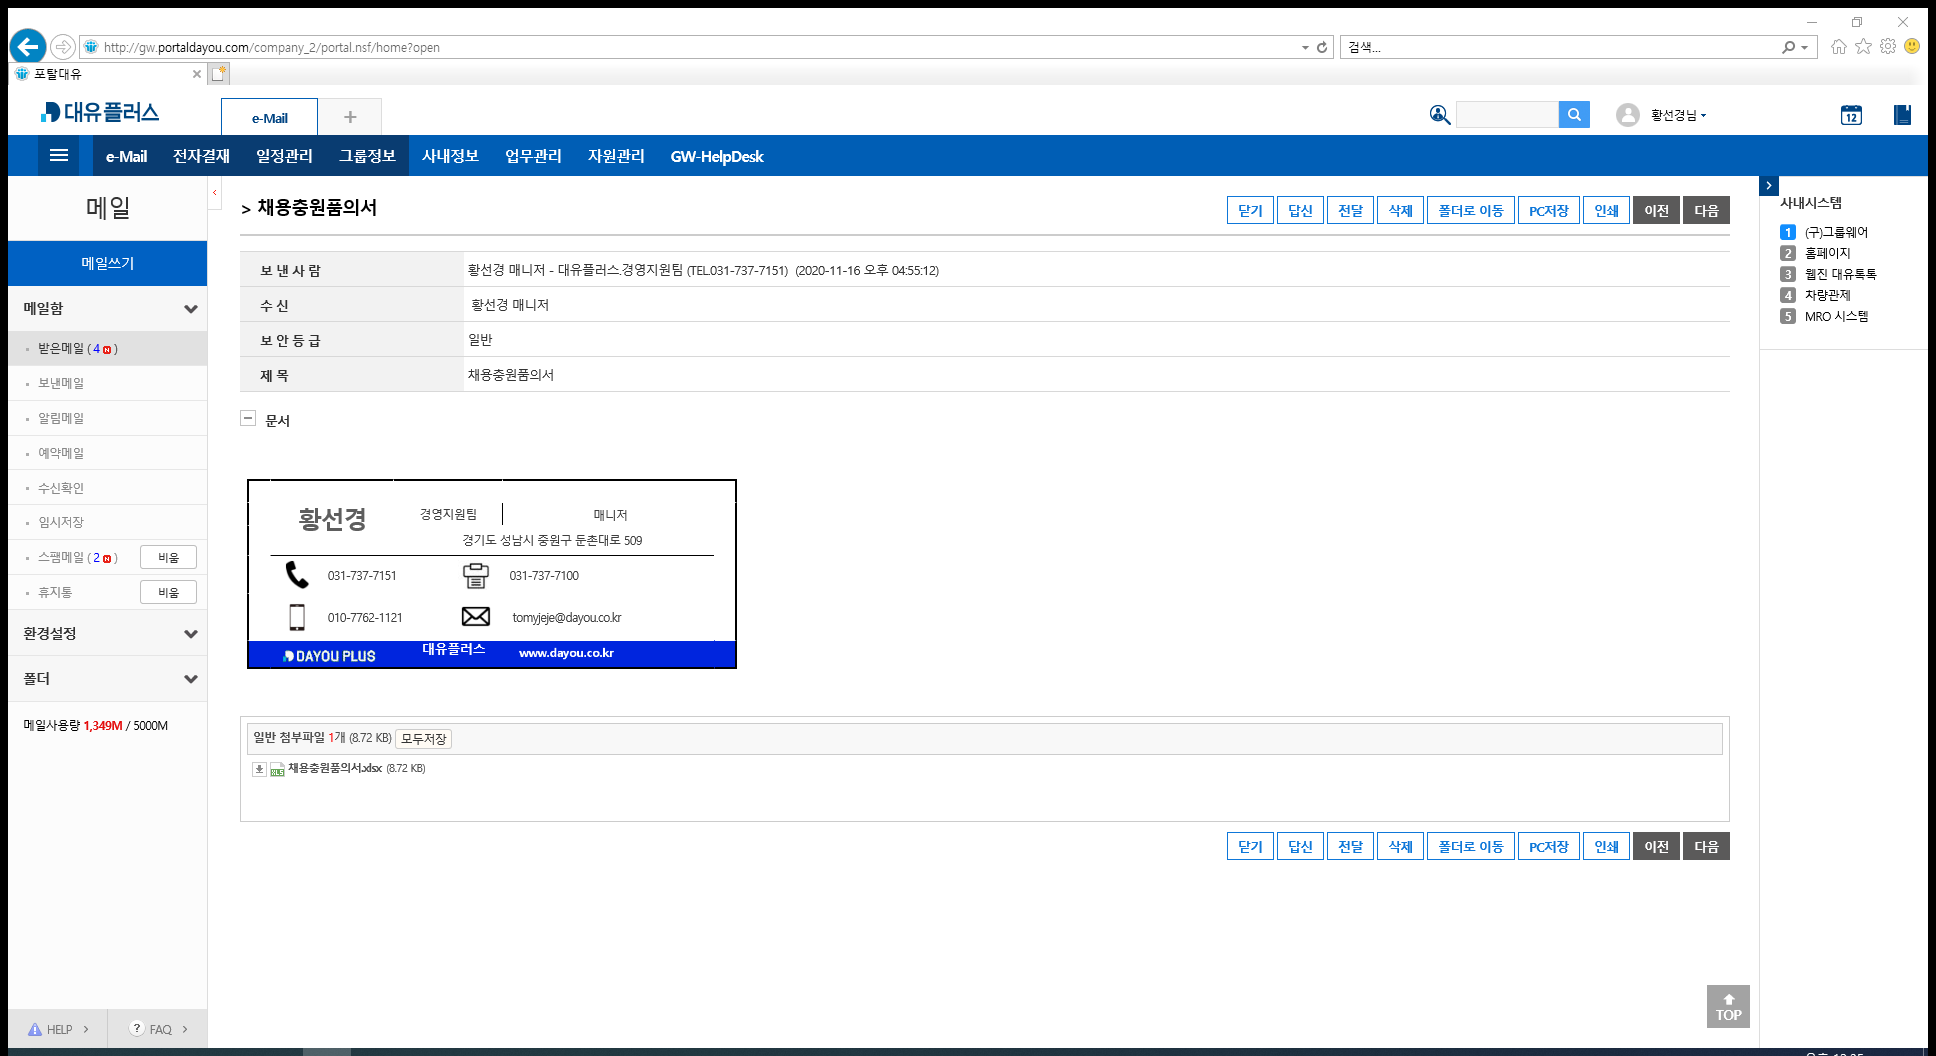 http://gw.portaldayou.com/company_2/portal.nsf/home?open
검색...
포탈대유
대유플러스
e-Mail
+
황선경님
12
e-Mail 전자결재 일정관리 그룹정보 사내정보 업무관리 자원관리 GW-HelpDesk
메일
메일쓰기
메일함
받은메일 ( 4 N )
보낸메일
알림메일
예약메일
수신확인
임시저장
스팸메일 ( 2 N ) 비움
휴지통 비움
환경설정
폴더
메일사용량 1,349M / 5000M
HELP
? FAQ
> 채용충원품의서
닫기 답신 전달 삭제 폴더로 이동 PC저장 인쇄 이전 다음
보 낸 사 람 황선경 매니저 - 대유플러스.경영지원팀 (TEL.031-737-7151) (2020-11-16 오후 04:55:12)
수 신 황선경 매니저
보 안 등 급 일반
제 목 채용충원품의서
문서
황선경 경영지원팀 매니저
경기도 성남시 중원구 둔촌대로 509
031-737-7151 031-737-7100
010-7762-1121 tomyjeje@dayou.co.kr
DAYOU PLUS 대유플러스 www.dayou.co.kr
일반 첨부파일 1개 (8.72 KB) 모두저장
채용충원품의서.xlsx (8.72 KB)
닫기 답신 전달 삭제 폴더로 이동 PC저장 인쇄 이전 다음
TOP
사내시스템
1 (구)그룹웨어
2 홈페이지
3 웹진 대유톡톡
4 차량관제
5 MRO 시스템